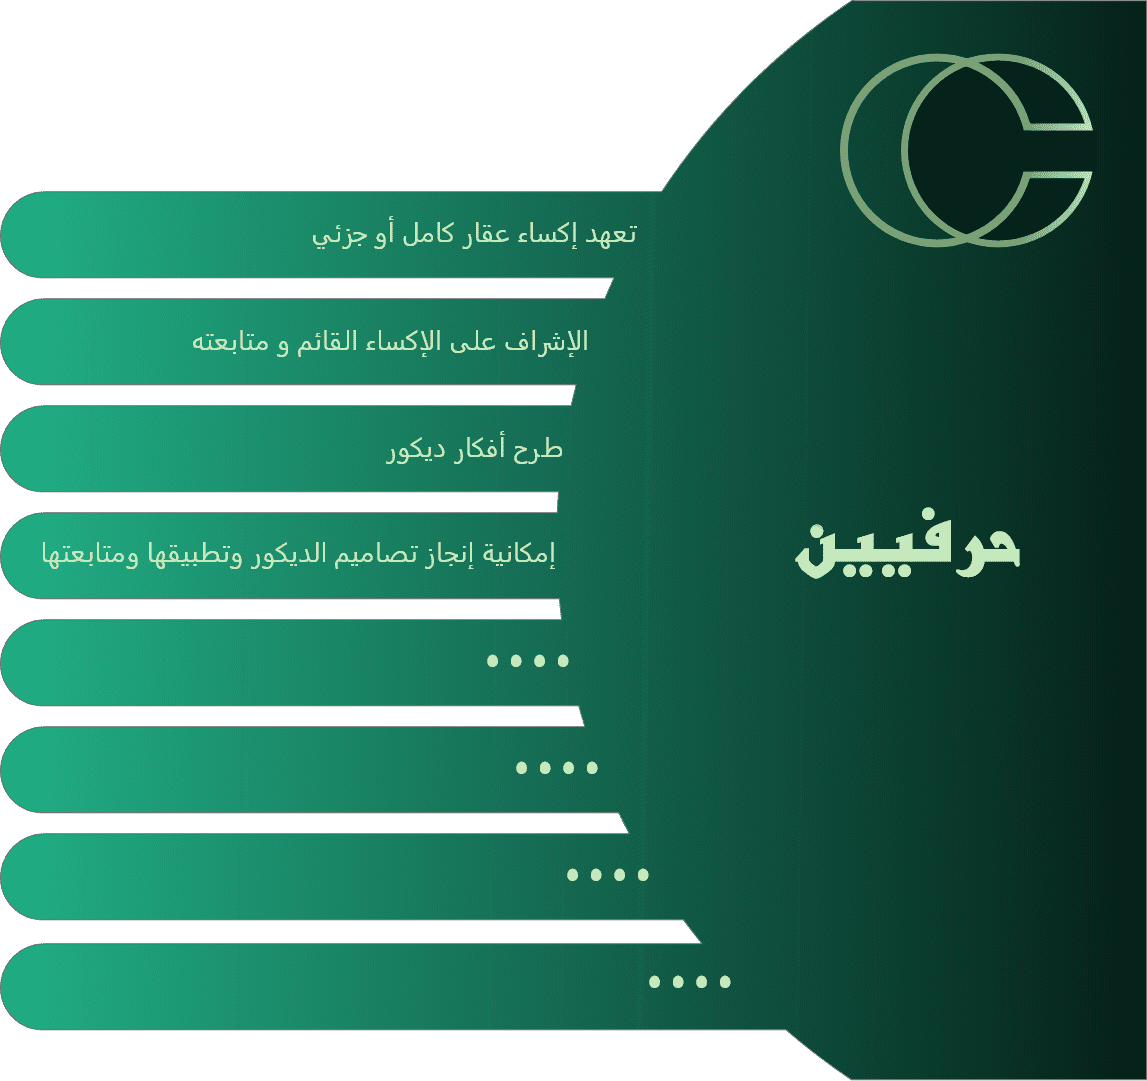 تعهد إكساء عقار كامل أو جزئي
الإشراف على الإكساء القائم و متابعته
طرح أفكار ديكور
إمكانية إنجاز تصاميم الديكور وتطبيقها ومتابعتها
حرفيين
....
....
....
....